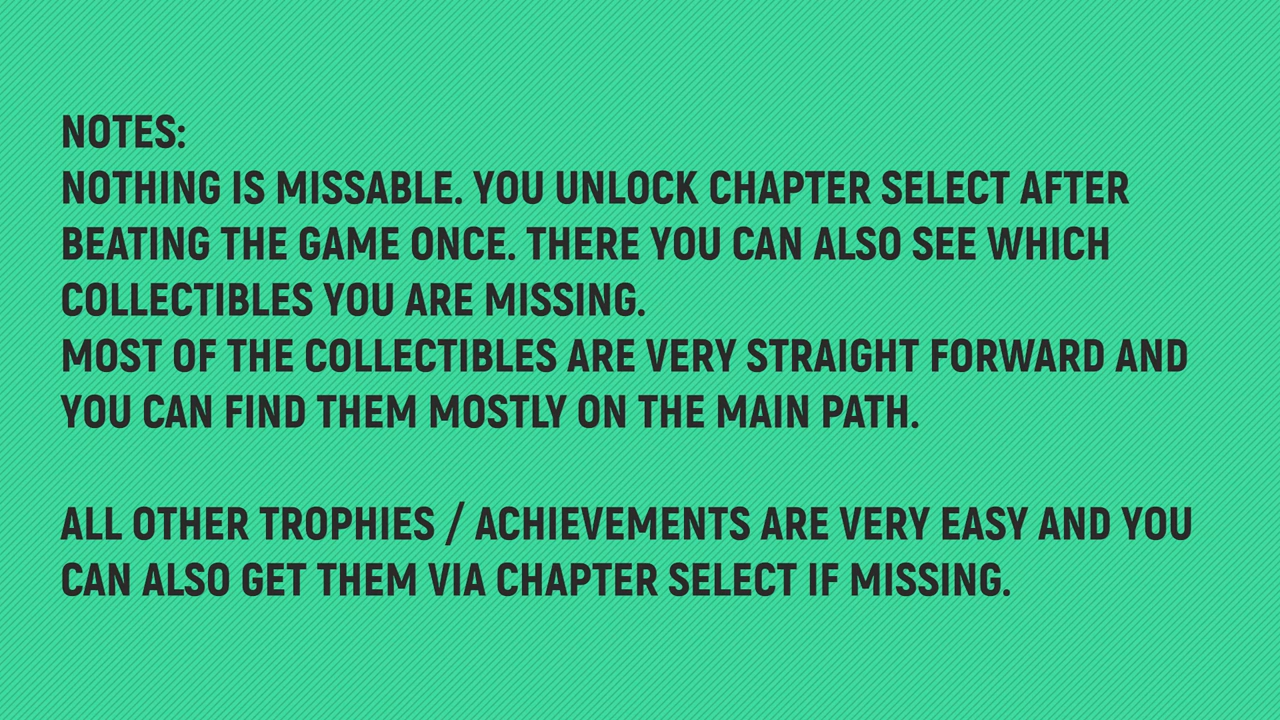 NOTES:
NOTHING IS MISSABLE. YOU UNLOCK CHAPTER SELECT AFTER
BEATING THE GAME ONCE. THERE YOU CAN ALSO SEE WHICH
COLLECTIBLES YOU ARE MISSING.
MOST OF THE COLLECTIBLES ARE VERY STRAIGHT FORWARD AND
YOU CAN FIND THEM MOSTLY ON THE MAIN PATH.
ALL OTHER TROPHIES / ACHIEVEMENTS ARE VERY EASY AND YOU
CAN ALSO GET THEM VIA CHAPTER SELECT IF MISSING.